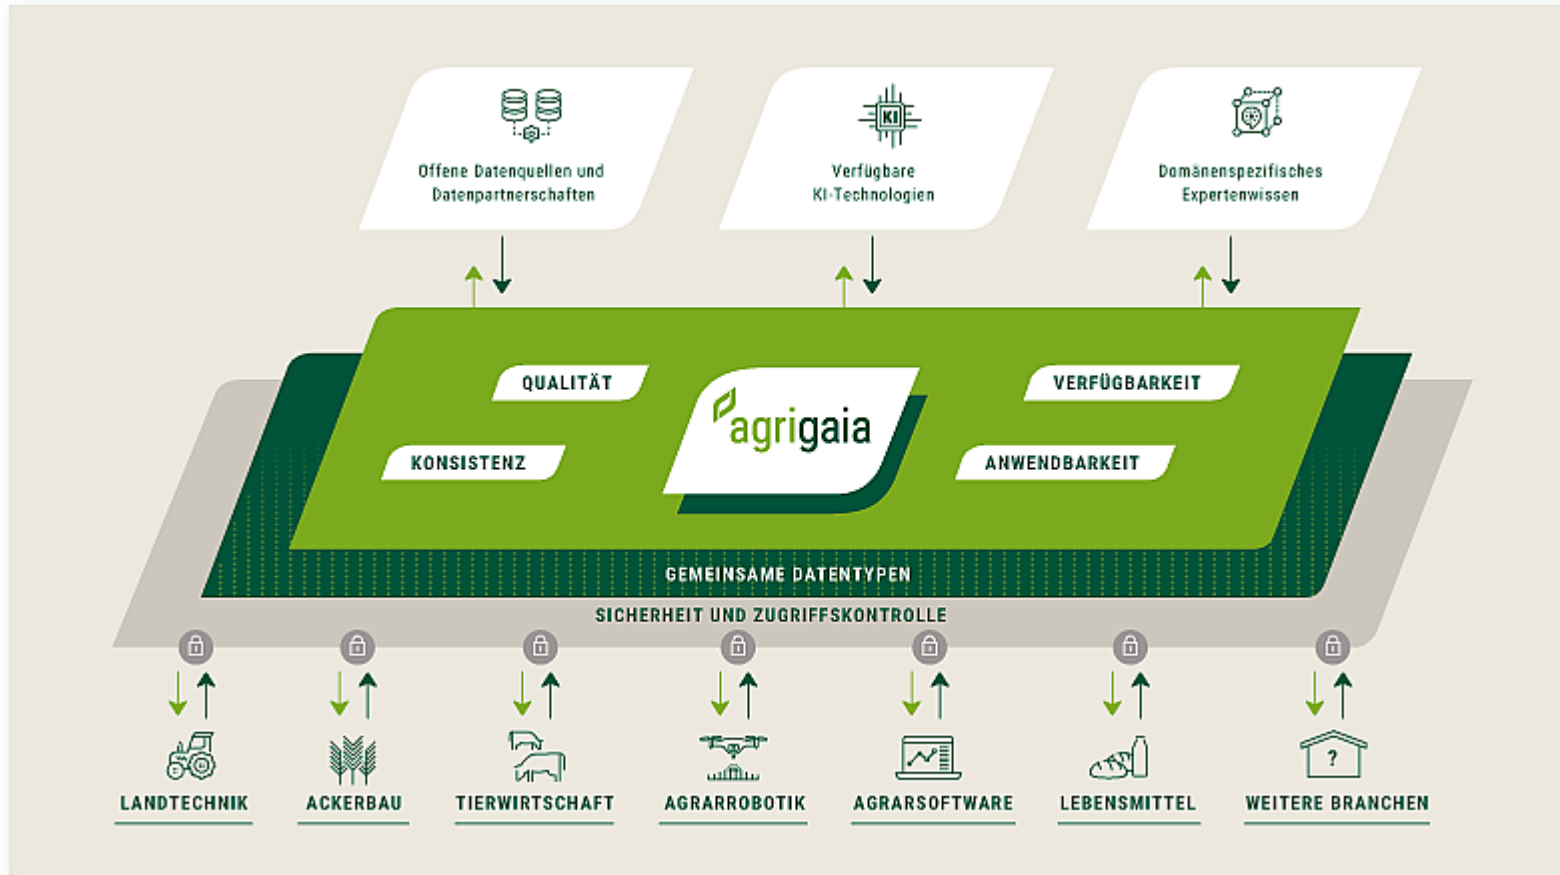 KI
Offene Datenquellen und
Datenpartnerschaften
Verfügbare
KI-Technologien
Domänenspezifisches
Expertenwissen
QUALITÄT
VERFÜGBARKEIT
agrigaia
KONSISTENZ
ANWENDBARKEIT
GEMEINSAME DATENTYPEN
SICHERHEIT UND ZUGRIFFSKONTROLLE
?
LANDTECHNIK
ACKERBAU
TIERWIRTSCHAFT
AGRARROBOTIK
AGRARSOFTWARE
LEBENSMITTEL
WEITERE BRANCHEN